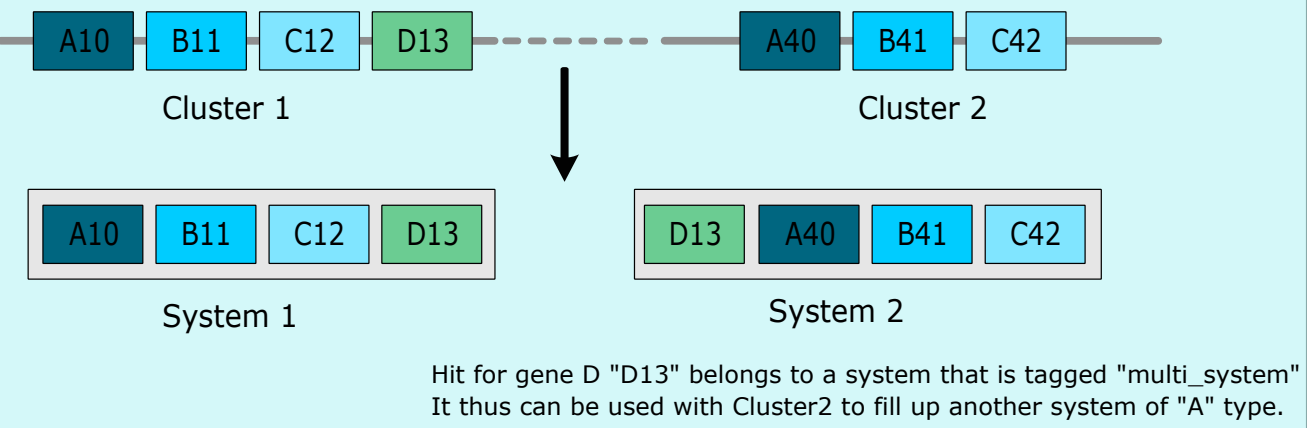 A10 B11 C12 D13 A40 B41 C42
Cluster 1 Cluster 2
A10 B11 C12 D13 D13 A40 B41 C42
System 1 System 2
Hit for gene D "D13" belongs to a system that is tagged "multi_system"
It thus can be used with Cluster2 to fill up another system of "A" type.